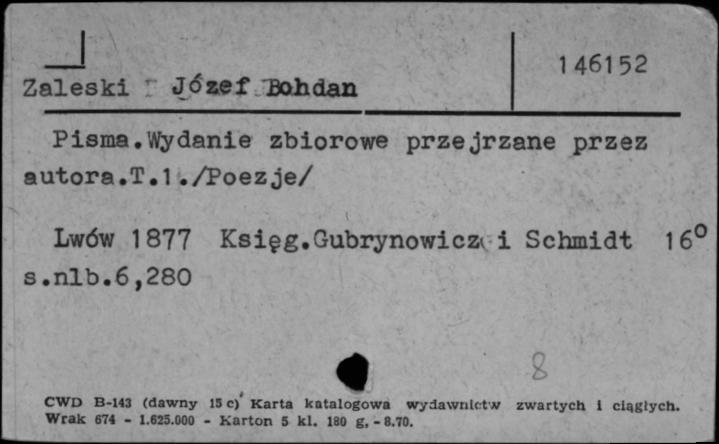 146152
Zaleski Józef Bohdan
Pisma.Wydanie zbiorowe przejrzane przez
autora.T.1./Poezje/
Lwów 1877 Księg.Gubrynowicz i Schmidt 16⁰
s.nlb.6,280
8
CWD B-143 (dawny 15 c) Karta katalogowa wydawnictw zwartych i ciągłych.
Wrak 674 - 1.625.000 - Karton 5 kl. 180 g. - 8.70.